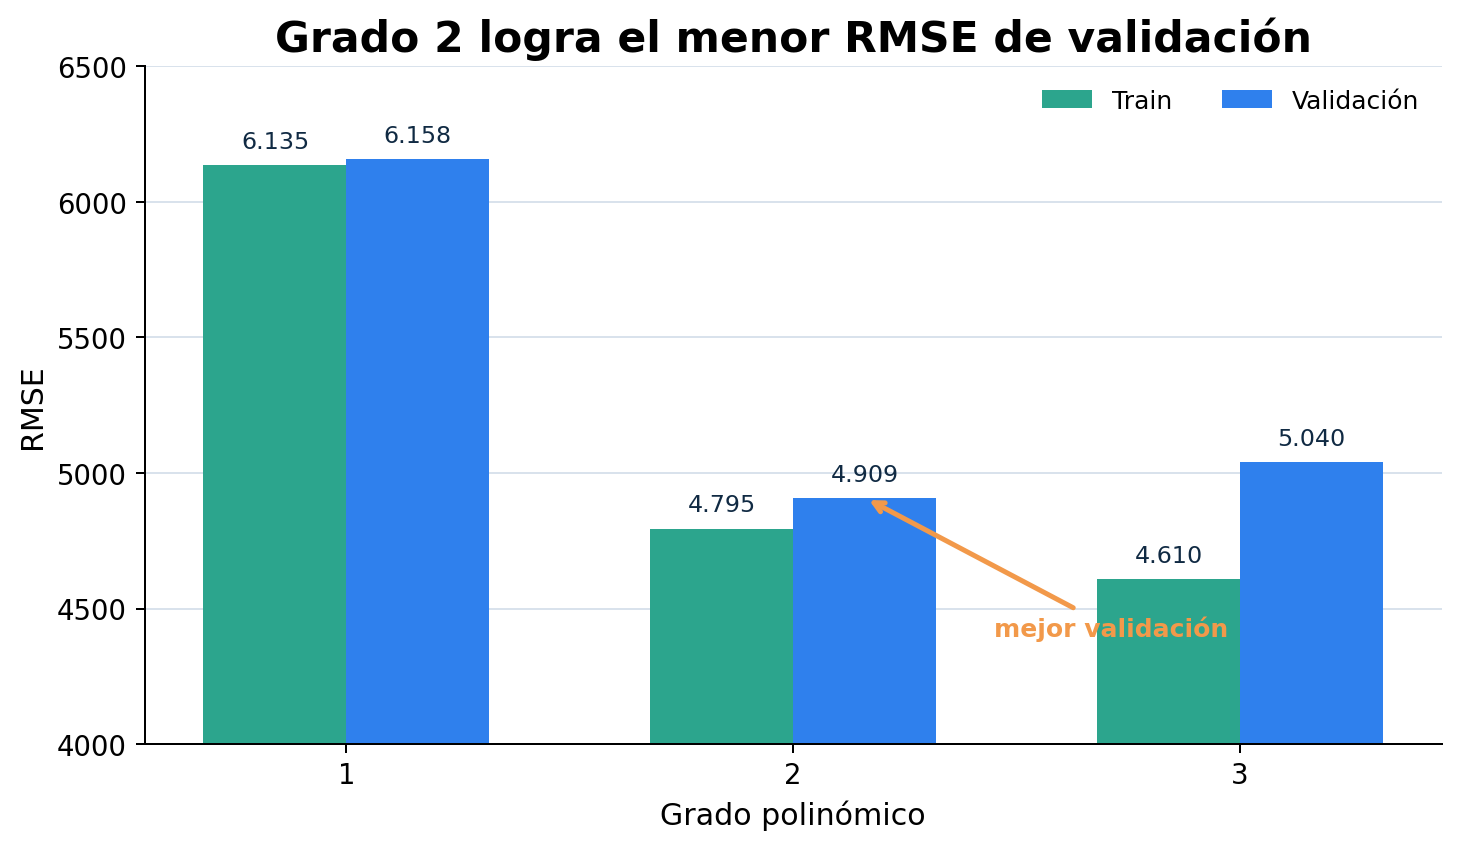 Grado 2 logra el menor RMSE de validación
Train
Validación
6500
6000
5500
5000
4500
4000
RMSE
6.135
6.158
4.795
4.909
4.610
5.040
mejor validación
1
2
3
Grado polinómico